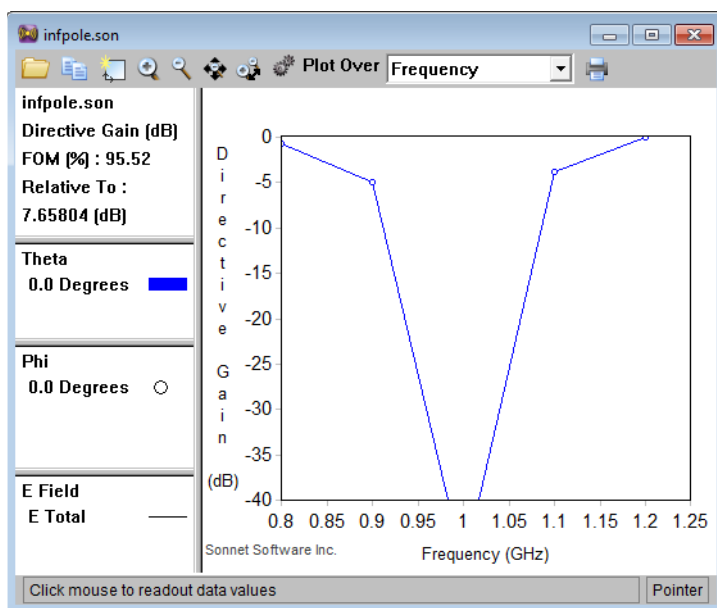 infpole.son
Plot Over Frequency
infpole.son
Directive Gain (dB)
FOM (%) : 95.52
Relative To :
7.65804 (dB)
Theta
0.0 Degrees
Phi
0.0 Degrees
E Field
E Total
Directive Gain
(dB)
0
-5
-10
-15
-20
-25
-30
-35
-40
0.8 0.85 0.9 0.95 1 1.05 1.1 1.15 1.2 1.25
Sonnet Software Inc.
Frequency (GHz)
Click mouse to readout data values
Pointer